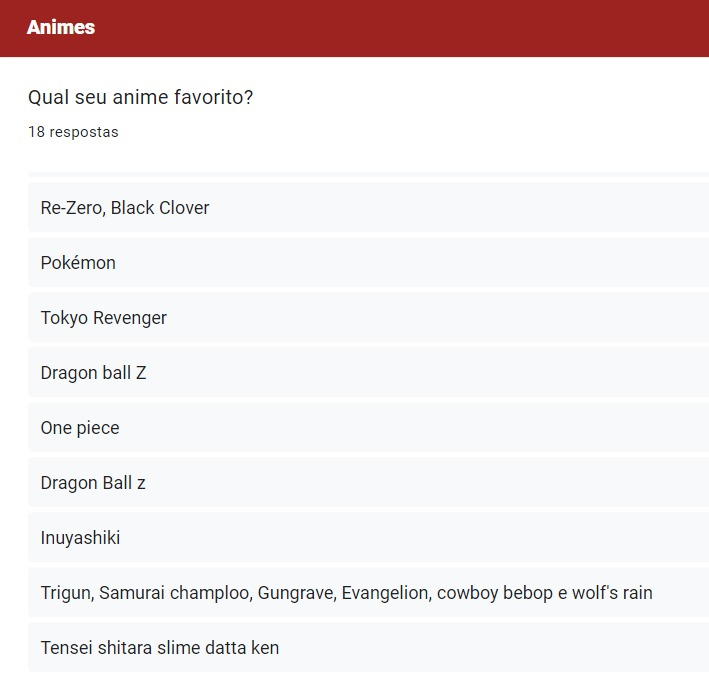 Animes
Qual seu anime favorito?
18 respostas
Re-Zero, Black Clover
Pokémon
Tokyo Revenger
Dragon ball Z
One piece
Dragon Ball z
Inuyashiki
Trigun, Samurai champloo, Gungrave, Evangelion, cowboy bebop e wolf's rain
Tensei shitara slime datta ken